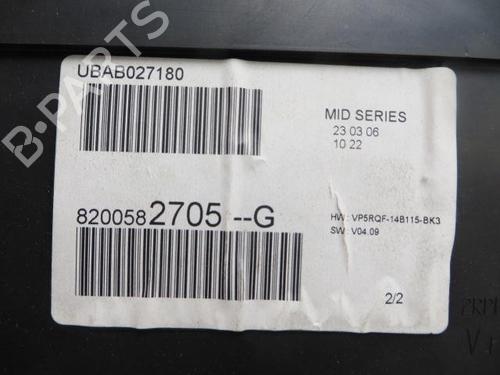 UBAB027180
MID SERIES
23 03 06
10 22
8200582705--G
HW: VP5RQF-14B115-BK3
SW: V04.09
2/2
B-PARTS